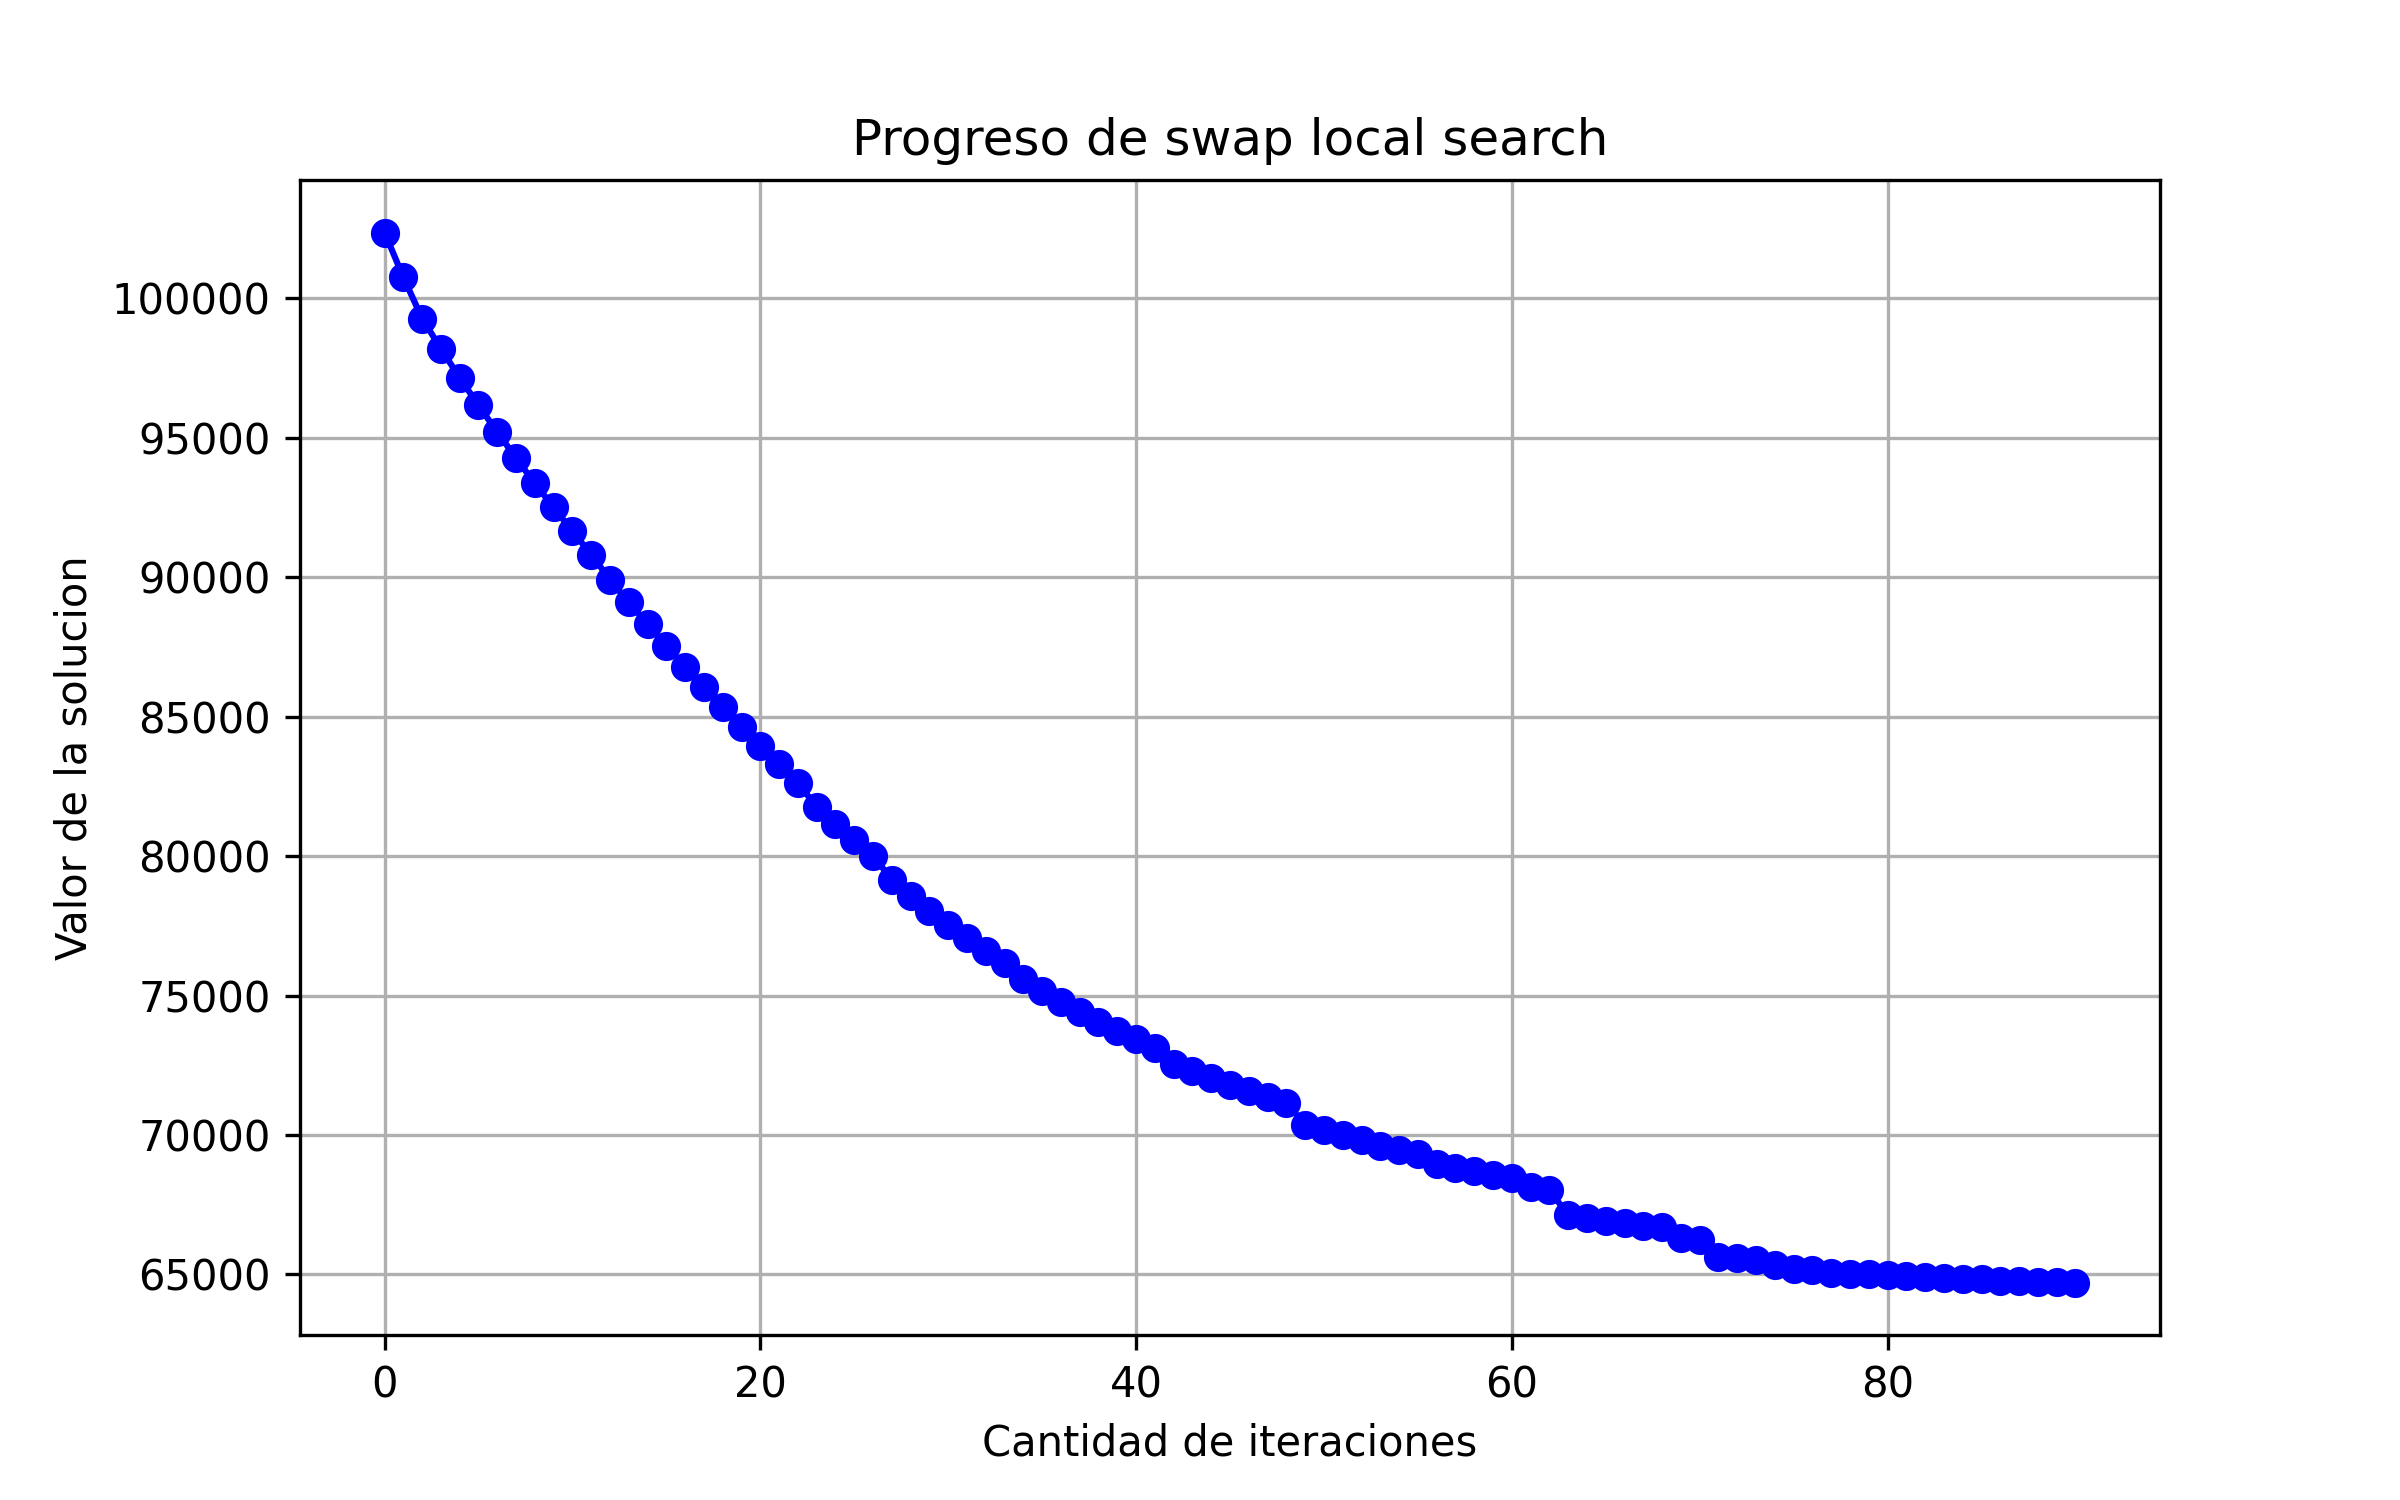 Progreso de swap local search
Valor de la solucion
100000
95000
90000
85000
80000
75000
70000
65000
0 20 40 60 80
Cantidad de iteraciones